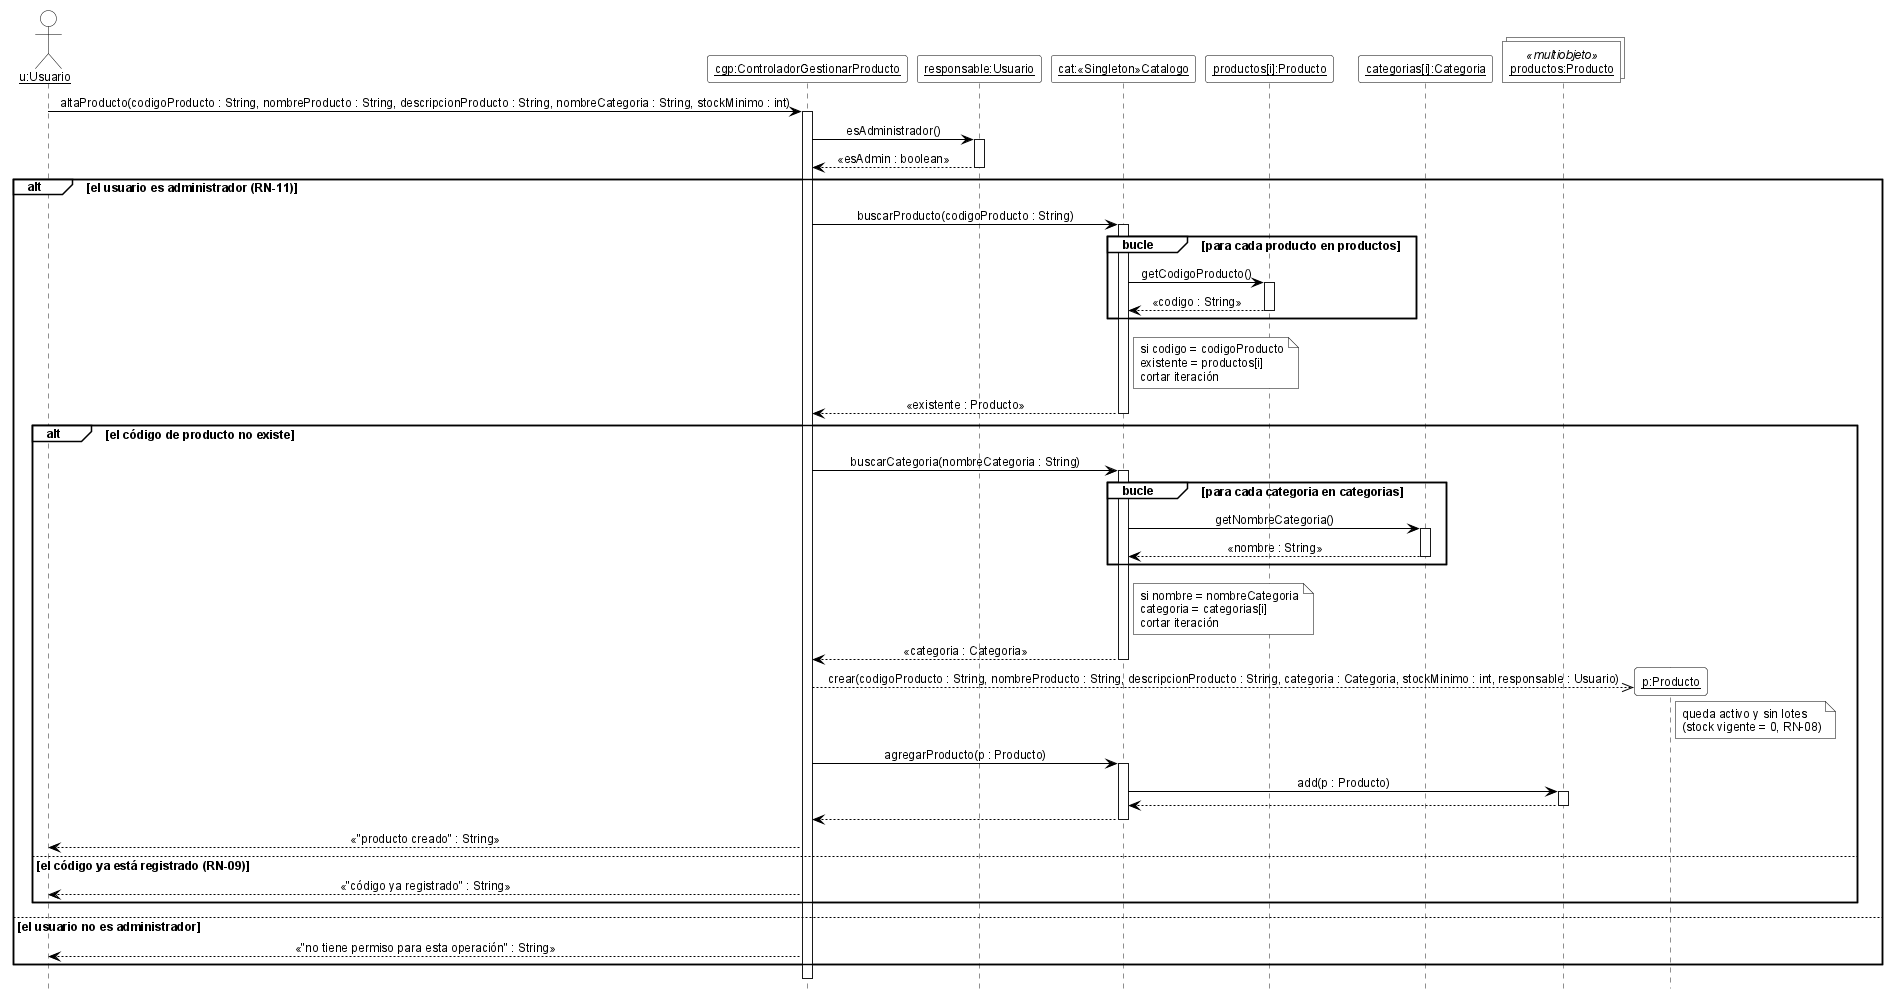 u:Usuario
cgp:ControladorGestionarProducto
responsable:Usuario
cat:«Singleton»Catalogo
productos[i]:Producto
categorias[i]:Categoria
«multiobjeto»
productos:Producto
altaProducto(codigoProducto : String, nombreProducto : String, descripcionProducto : String, nombreCategoria : String, stockMinimo : int)
esAdministrador()
«esAdmin : boolean»
alt [el usuario es administrador (RN-11)]
buscarProducto(codigoProducto : String)
bucle [para cada producto en productos]
getCodigoProducto()
«codigo : String»
si codigo = codigoProducto
existente = productos[i]
cortar iteración
«existente : Producto»
alt [el código de producto no existe]
buscarCategoria(nombreCategoria : String)
bucle [para cada categoria en categorias]
getNombreCategoria()
«nombre : String»
si nombre = nombreCategoria
categoria = categorias[i]
cortar iteración
«categoria : Categoria»
crear(codigoProducto : String, nombreProducto : String, descripcionProducto : String, categoria : Categoria, stockMinimo : int, responsable : Usuario)
p:Producto
queda activo y sin lotes
(stock vigente = 0, RN-08)
agregarProducto(p : Producto)
add(p : Producto)
«"producto creado" : String»
[el código ya está registrado (RN-09)]
«"código ya registrado" : String»
[el usuario no es administrador]
«"no tiene permiso para esta operación" : String»